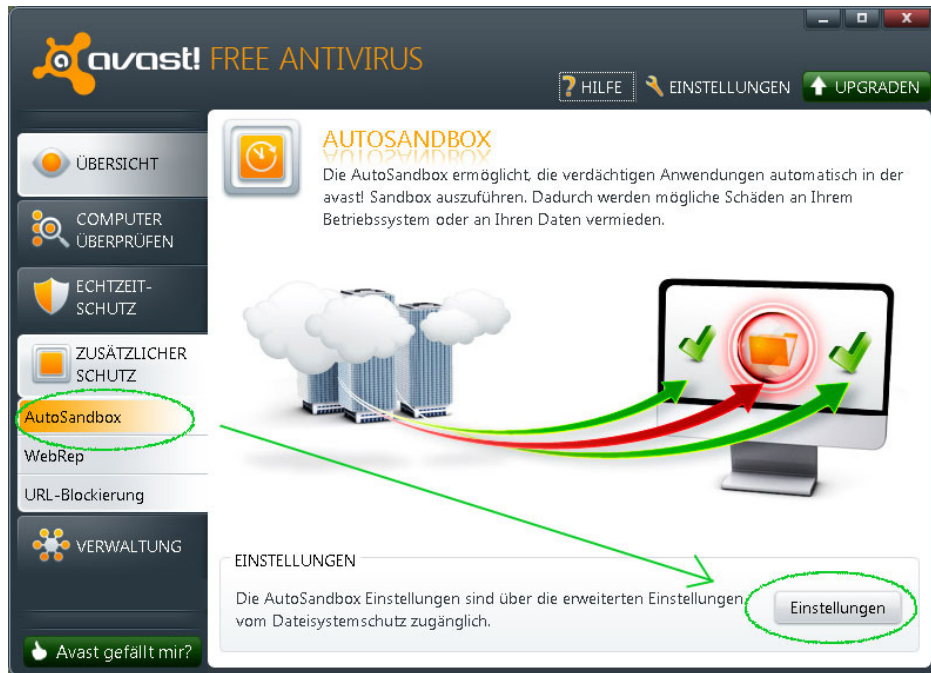 avast! FREE ANTIVIRUS
? HILFE EINSTELLUNGEN UPGRADEN
ÜBERSICHT
COMPUTER
ÜBERPRÜFEN
ECHTZEIT-
SCHUTZ
ZUSÄTZLICHER
SCHUTZ
AutoSandbox
WebRep
URL-Blockierung
VERWALTUNG
Avast gefällt mir?
AUTOSANDBOX
Die AutoSandbox ermöglicht, die verdächtigen Anwendungen automatisch in der
avast! Sandbox auszuführen. Dadurch werden mögliche Schäden an Ihrem
Betriebssystem oder an Ihren Daten vermieden.
EINSTELLUNGEN
Die AutoSandbox Einstellungen sind über die erweiterten Einstellungen
vom Dateisystemschutz zugänglich.
Einstellungen